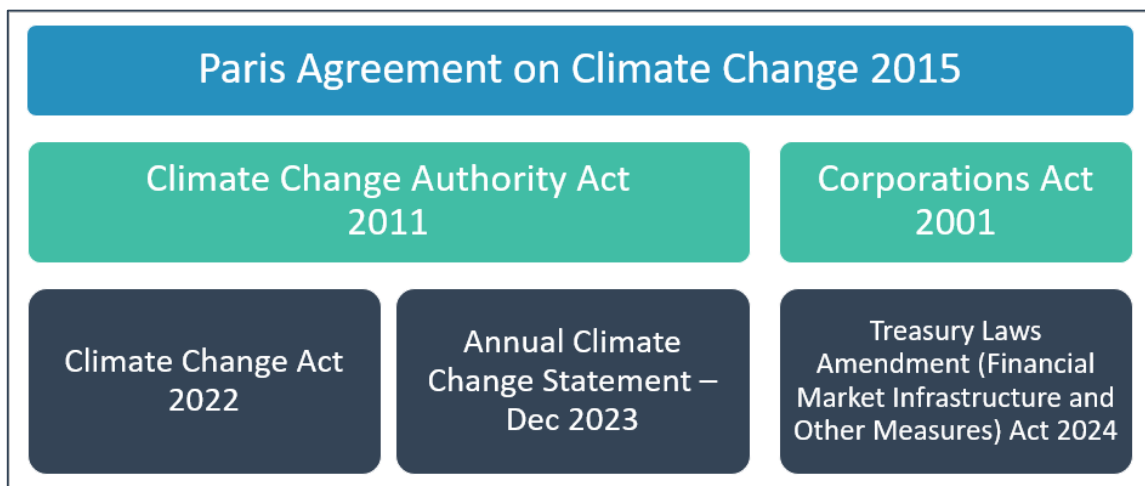 Paris Agreement on Climate Change 2015
Climate Change Authority Act
2011
Corporations Act
2001
Climate Change Act
2022
Annual Climate
Change Statement –
Dec 2023
Treasury Laws
Amendment (Financial
Market Infrastructure and
Other Measures) Act 2024